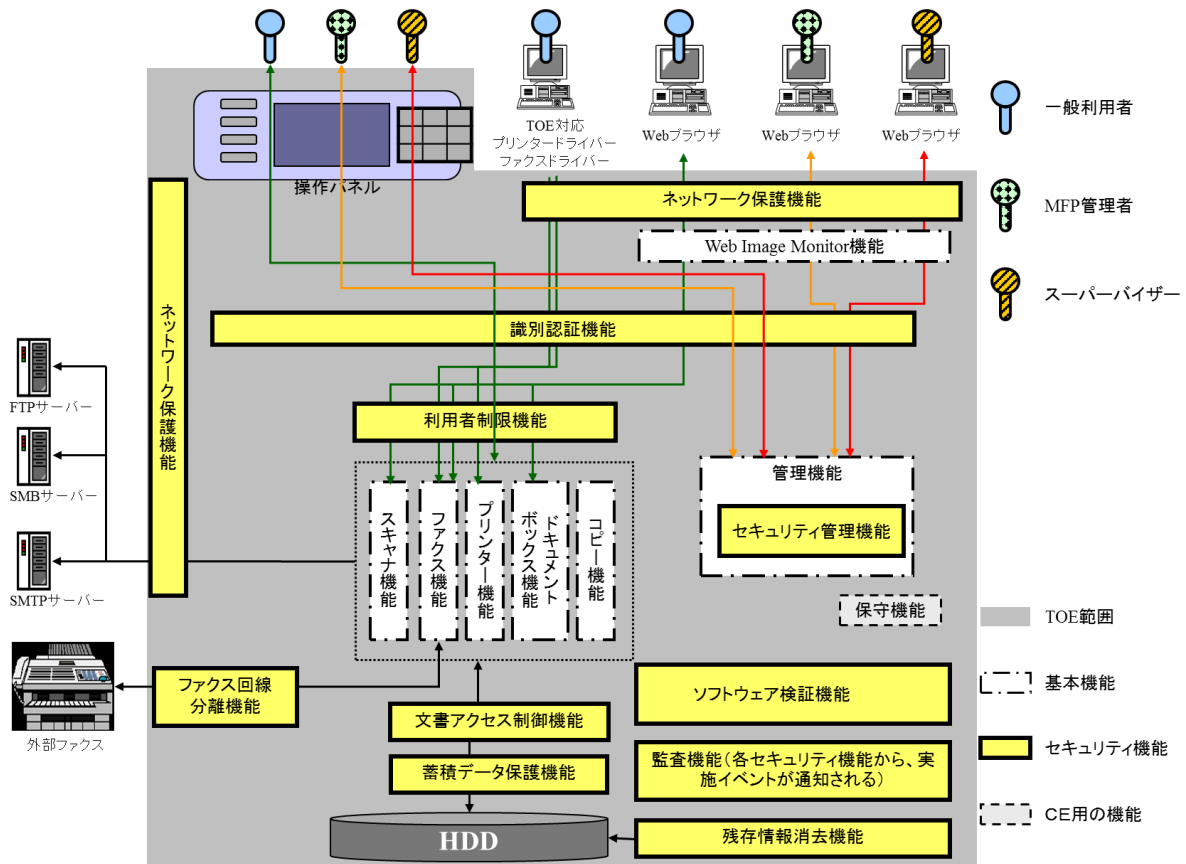 操作パネル
TOE対応
プリンタードライバー
ファクスドライバー
Webブラウザ
Webブラウザ
Webブラウザ
一般利用者
MFP管理者
スーパーバイザー
ネットワーク保護機能
Web Image Monitor機能
ネットワーク保護機能
識別認証機能
利用者制限機能
FTPサーバー
SMBサーバー
SMTPサーバー
スキャナ機能
ファクス機能
プリンター機能
ドキュメント
ボックス機能
コピー機能
管理機能
セキュリティ管理機能
保守機能
外部ファクス
ファクス回線
分離機能
文書アクセス制御機能
蓄積データ保護機能
HDD
ソフトウェア検証機能
監査機能(各セキュリティ機能から、実
施イベントが通知される)
残存情報消去機能
TOE範囲
基本機能
セキュリティ機能
CE用の機能